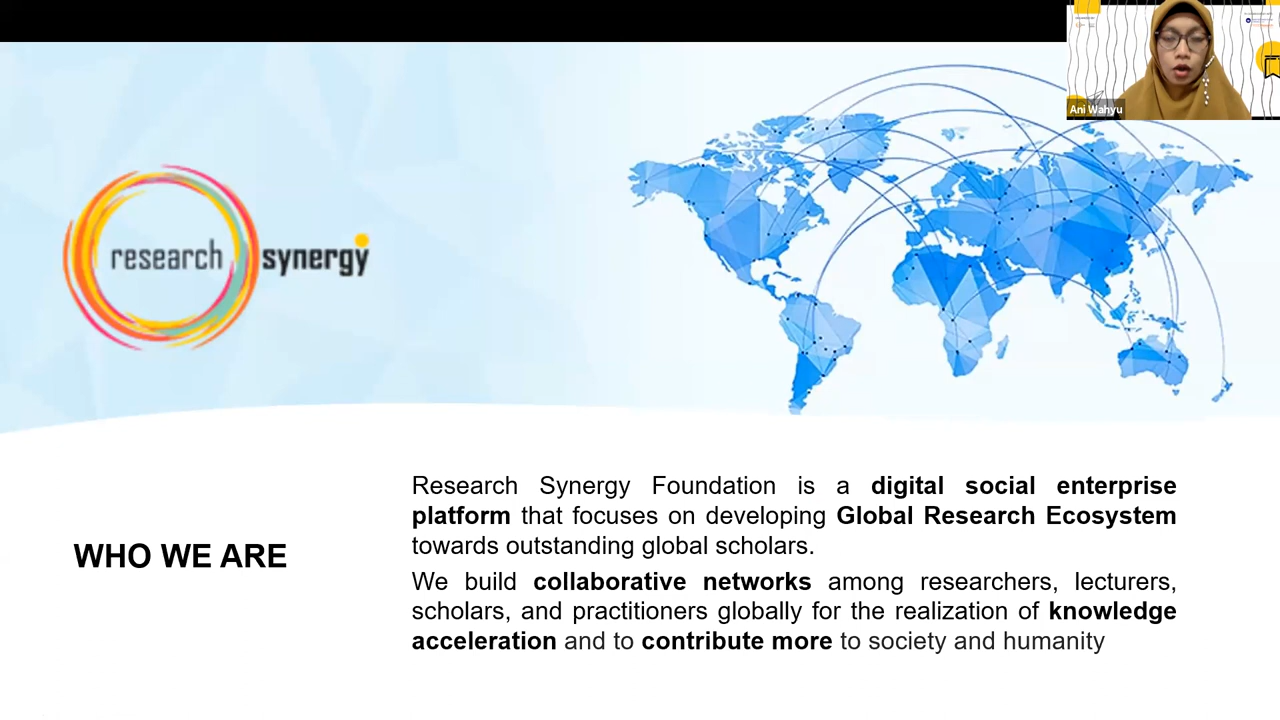 Ani Wahyu
research synergy
WHO WE ARE
Research Synergy Foundation is a digital social enterprise
platform that focuses on developing Global Research Ecosystem
towards outstanding global scholars.
We build collaborative networks among researchers, lecturers,
scholars, and practitioners globally for the realization of knowledge
acceleration and to contribute more to society and humanity